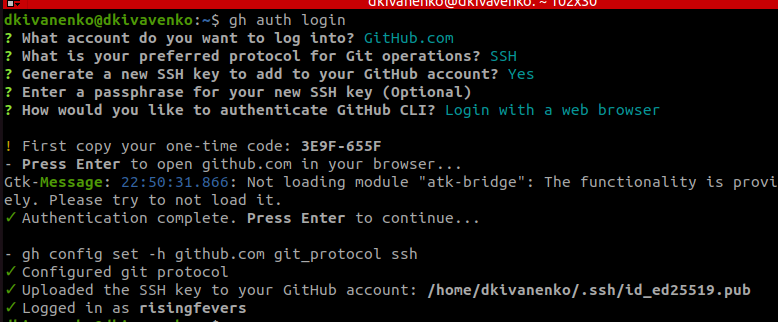 dkivanenko@dkivavenko: ~ 102x30
dkivanenko@dkivavenko:~$ gh auth login
? What account do you want to log into? GitHub.com
? What is your preferred protocol for Git operations? SSH
? Generate a new SSH key to add to your GitHub account? Yes
? Enter a passphrase for your new SSH key (Optional)
? How would you like to authenticate GitHub CLI? Login with a web browser
! First copy your one-time code: 3E9F-655F
- Press Enter to open github.com in your browser...
Gtk-Message: 22:50:31.866: Not loading module "atk-bridge": The functionality is provi
ely. Please try to not load it.
✓ Authentication complete. Press Enter to continue...
- gh config set -h github.com git_protocol ssh
✓ Configured git protocol
✓ Uploaded the SSH key to your GitHub account: /home/dkivanenko/.ssh/id_ed25519.pub
✓ Logged in as risingfevers